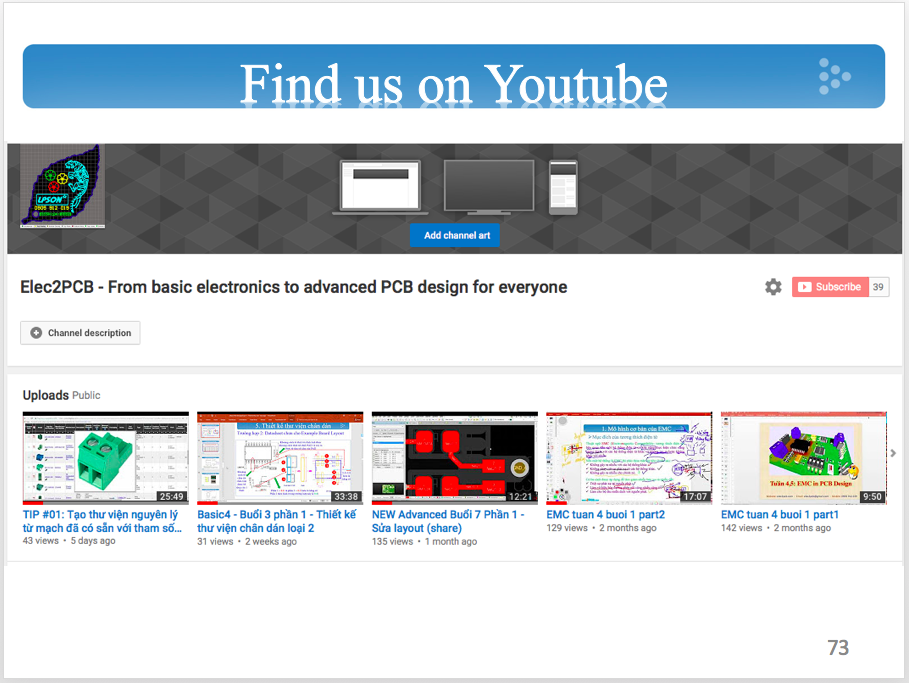 Find us on Youtube
LPSON
0905 912 015
Add channel art
Elec2PCB - From basic electronics to advanced PCB design for everyone
Subscribe 39
Channel description
Uploads Public
5. Thiết kế thư viện chân dán
1. Mô hình cơ bản của EMC
Tuần 4,5: EMC in PCB Design
25:49
33:38
12:21
17:07
9:50
TIP #01: Tạo thư viện nguyên lý
từ mạch đã có sẵn với tham số...
43 views • 5 days ago
Basic4 - Buổi 3 phần 1 - Thiết kế
thư viện chân dán loại 2
31 views • 2 weeks ago
NEW Advanced Buổi 7 Phần 1 -
Sửa layout (share)
135 views • 1 month ago
EMC tuan 4 buoi 1 part2
129 views • 2 months ago
EMC tuan 4 buoi 1 part1
142 views • 2 months ago
73